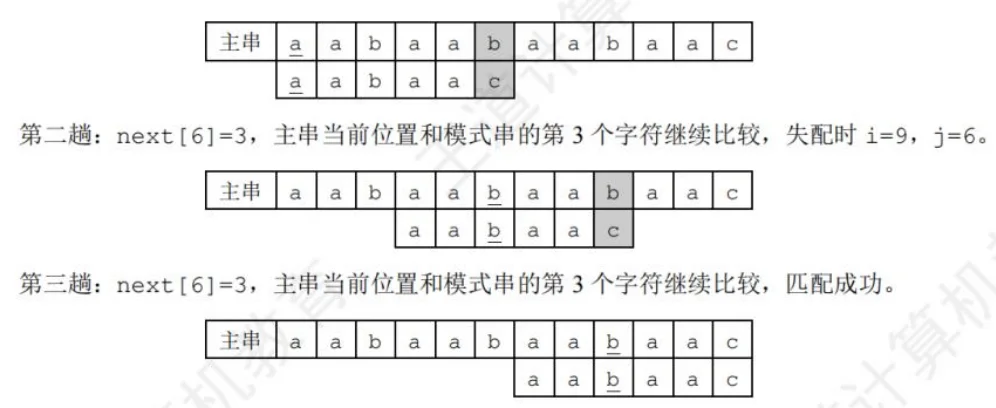 主串 a a b a a b a a b a a c
a a b a a c
第二趟：next[6]=3，主串当前位置和模式串的第 3 个字符继续比较，失配时 i=9，j=6。
主串 a a b a a b a a b a a c
a a b a a c
第三趟：next[6]=3，主串当前位置和模式串的第 3 个字符继续比较，匹配成功。
主串 a a b a a b a a b a a c
a a b a a c